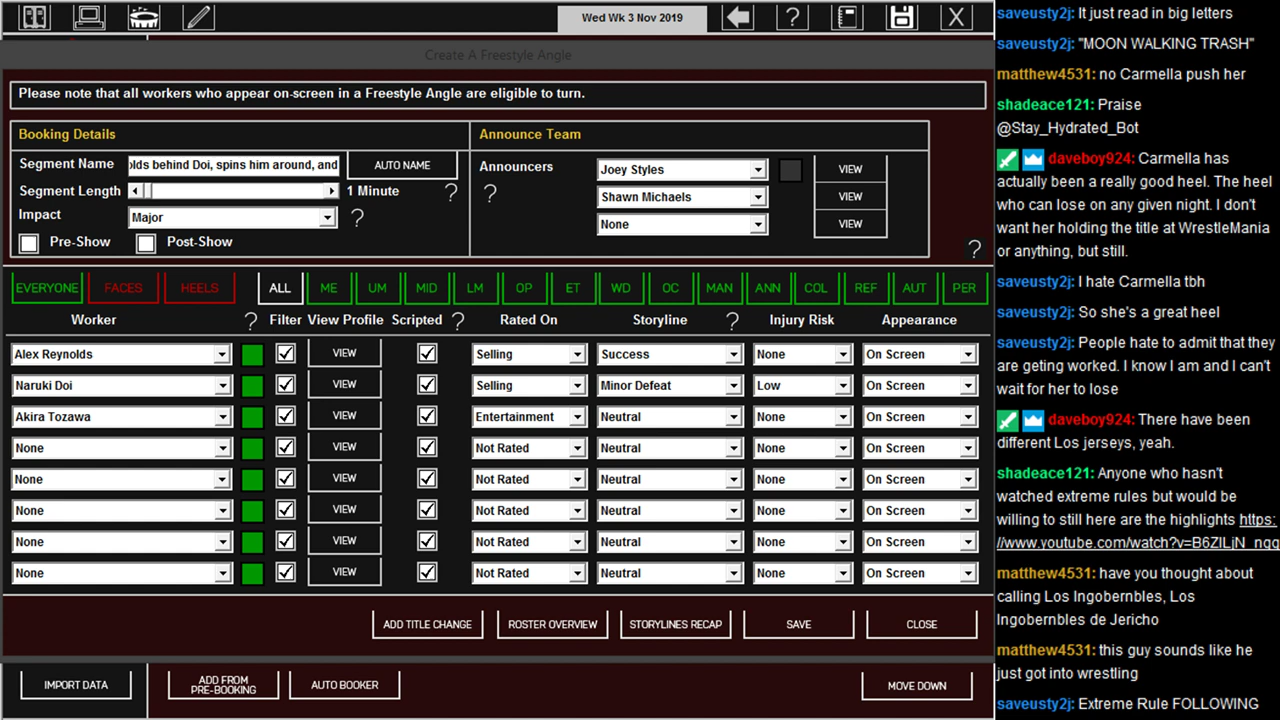 Wed Wk 3 Nov 2019
?
X
Create A Freestyle Angle
Please note that all workers who appear on-screen in a Freestyle Angle are eligible to turn.
Booking Details
Segment Name
olds behind Doi, spins him around, and
AUTO NAME
Segment Length
1 Minute
?
Impact
Major
?
Pre-Show
Post-Show
Announce Team
Announcers
?
Joey Styles
VIEW
Shawn Michaels
VIEW
None
VIEW
?
EVERYONE FACES HEELS ALL ME UM MID LM OP ET WD OC MAN ANN COL REF AUT PER
Worker ? Filter View Profile Scripted ? Rated On Storyline ? Injury Risk Appearance
Alex Reynolds VIEW Selling Success None On Screen
Naruki Doi VIEW Selling Minor Defeat Low On Screen
Akira Tozawa VIEW Entertainment Neutral None On Screen
None VIEW Not Rated Neutral None On Screen
None VIEW Not Rated Neutral None On Screen
None VIEW Not Rated Neutral None On Screen
None VIEW Not Rated Neutral None On Screen
None VIEW Not Rated Neutral None On Screen
ADD TITLE CHANGE ROSTER OVERVIEW STORYLINES RECAP SAVE CLOSE
IMPORT DATA
ADD FROM
PRE-BOOKING
AUTO BOOKER
MOVE DOWN
saveusty2j: It just read in big letters
saveusty2j: "MOON WALKING TRASH"
matthew4531: no Carmella push her
shadeace121: Praise
@Stay_Hydrated_Bot
daveboy924: Carmella has
actually been a really good heel. The heel
who can lose on any given night. I don't
want her holding the title at WrestleMania
or anything, but still.
saveusty2j: I hate Carmella tbh
saveusty2j: So she's a great heel
saveusty2j: People hate to admit that they
are geting worked. I know I am and I can't
wait for her to lose
daveboy924: There have been
different Los jerseys, yeah.
shadeace121: Anyone who hasn't
watched extreme rules but would be
willing to still here are the highlights https:
//www.youtube.com/watch?v=B6ZILjN_nqg
matthew4531: have you thought about
calling Los Ingobernbles, Los
Ingobernbles de Jericho
matthew4531: this guy sounds like he
just got into wrestling
saveusty2j: Extreme Rule FOLLOWING